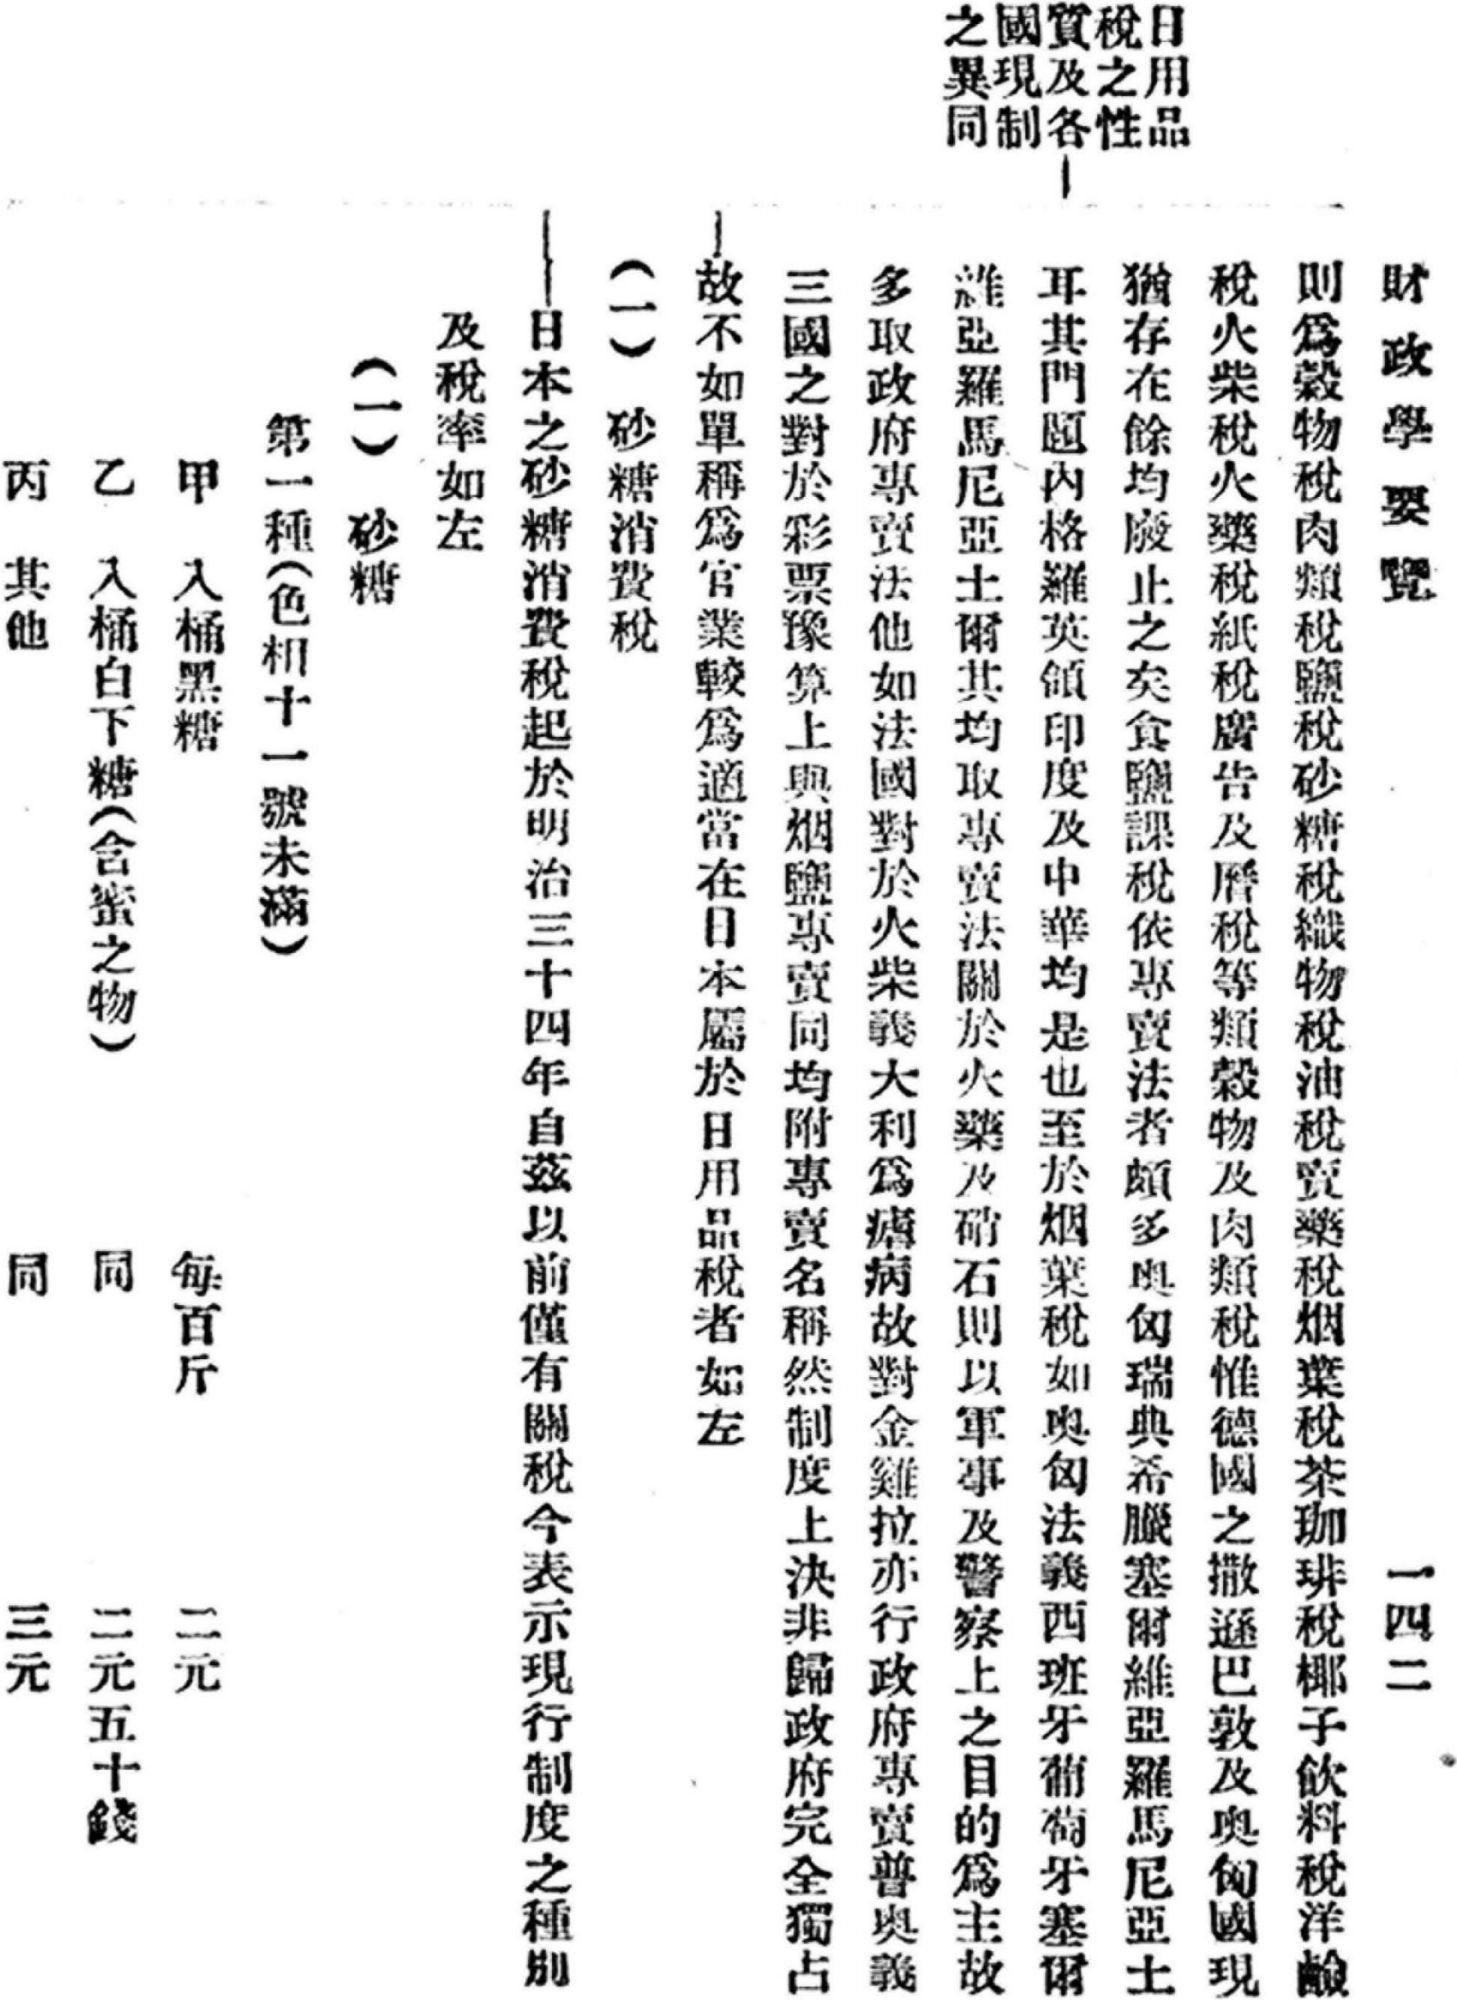 日用品
稅之性
質及各
國現制
之異同
財政學要覽 一四二
則爲穀物稅肉類稅鹽稅砂糖稅織物稅油稅賣藥稅烟葉稅茶珈琲稅椰子飮料稅洋鹼
稅火柴稅火藥稅紙稅廣告及曆稅等類穀物及肉類稅惟德國之撒遜巴敦及奥匈國現
猶存在餘均廢止之矣食鹽課稅依專賣法者頗多奥匈瑞典希臘塞爾維亞羅馬尼亞土
耳其門題內格羅英領印度及中華均是也至於烟葉稅如奥匈法義西班牙葡萄牙塞爾
維亞羅馬尼亞土爾其均取專賣法關於火藥及硝石則以軍事及警察上之目的爲主故
多取政府專賣法他如法國對於火柴義大利爲瘧病故對金雞拉亦行政府專賣普奥義
三國之對於彩票豫算上與烟鹽專賣同均附專賣名稱然制度上決非歸政府完全獨占
故不如單稱爲官業較爲適當在日本屬於日用品稅者如左
(一) 砂糖消費稅
日本之砂糖消費稅起於明治三十四年自茲以前僅有關稅今表示現行制度之種別
及稅率如左
(一) 砂糖
第一種(色相十一號未滿)
甲 入桶黑糖 每百斤 二元
乙 入桶白下糖(含蜜之物) 同 二元五十錢
丙 其他 同 三元